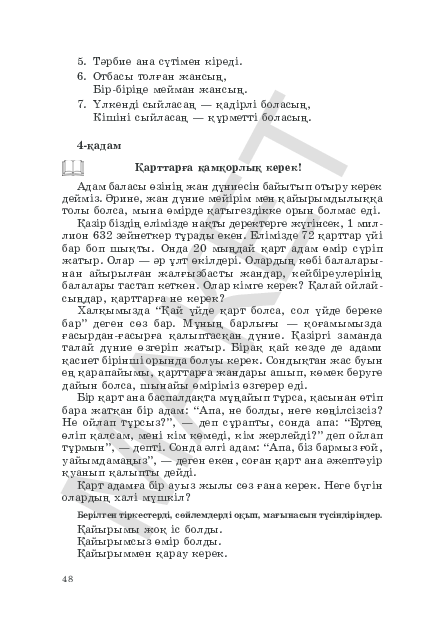 5. Тәрбие ана сүтімен кіреді.
6. Отбасы толған жансың,
Бір-біріңе мейман жансың.
7. Үлкенді сыйласаң — қадірлі боласың,
Кішіні сыйласаң — құрметті боласың.
4-қадам
Қарттарға қамқорлық керек!
Адам баласы өзінің жан дүниесін байытып отыру керек
дейміз. Әрине, жан дүние мейірім мен қайырымдылыққа
толы болса, мына өмірде қатыгездікке орын болмас еді.
Қазір біздің елімізде нақты деректерге жүгінсек, 1 мил-
лион 632 зейнеткер тұрады екен. Елімізде 72 қарттар үйі
бар боп шықты. Онда 20 мыңдай қарт адам өмір сүріп
жатыр. Олар — әр ұлт өкілдері. Олардың көбі балалары-
нан айырылған жалғызбасты жандар, кейбіреулерінің
балалары тастап кеткен. Олар кімге керек? Қалай ойлай-
сыңдар, қарттарға не керек?
Халқымызда “Қай үйде қарт болса, сол үйде береке
бар” деген сөз бар. Мұның барлығы — қоғамымызда
ғасырдан-ғасырға қалыптасқан дүние. Қазіргі заманда
талай дүние өзгеріп жатыр. Бірақ қай кезде де адами
қасиет бірінші орында болуы керек. Сондықтан жас буын
ең қарапайымы, қарттарға жандары ашып, көмек беруге
дайын болса, шынайы өміріміз өзгерер еді.
Бір қарт ана баспалдақта мұңайып тұрса, қасынан өтіп
бара жатқан бір адам: “Апа, не болды, неге көңілсізсіз?
Не ойлап тұрсыз?”, — деп сұрапты, сонда апа: “Ертең
өліп қалсам, мені кім көмеді, кім жерлейді?” деп ойлап
тұрмын”, — депті. Сонда әлгі адам: “Апа, біз бармыз ғой,
уайымдамаңыз”, — деген екен, соған қарт ана әжептәуір
қуанып қалыпты дейді.
Қарт адамға бір ауыз жылы сөз ғана керек. Неге бүгін
олардың халі мүшкіл?
Берілген тіркестерді, сөйлемдерді оқып, мағынасын түсіндіріңдер.
Қайырымы жоқ іс болды.
Қайырымсыз өмір болды.
Қайырыммен қарау керек.
48
МАКЕТ